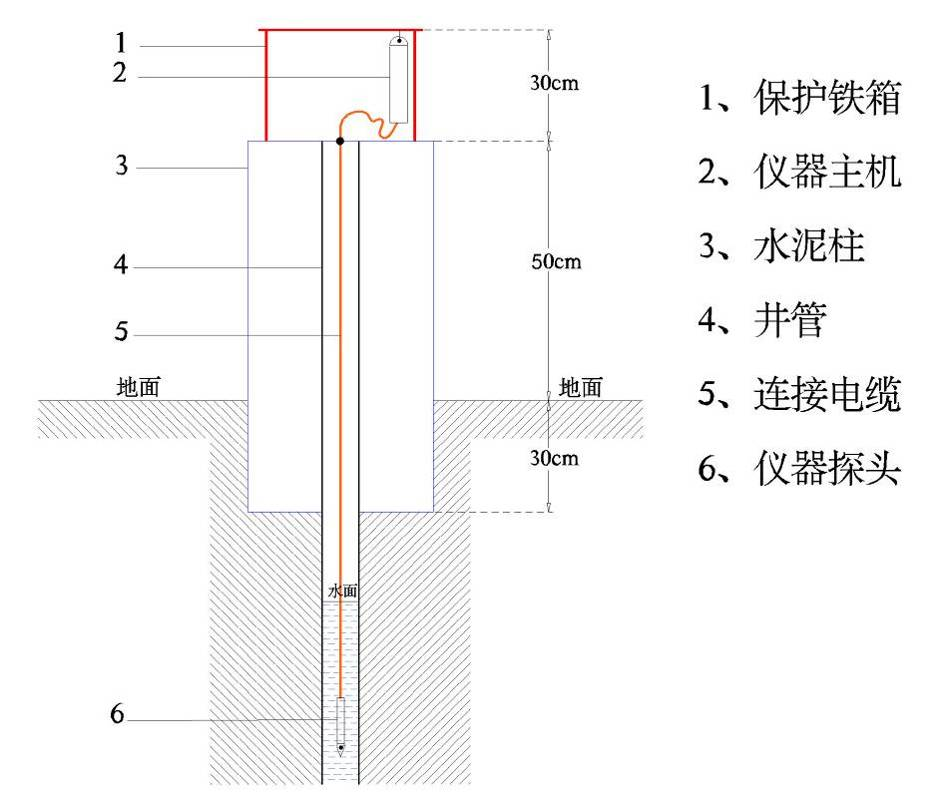 1
2
30cm
3
50cm
4
5
地面
地面
30cm
水面
6
1、保护铁箱
2、仪器主机
3、水泥柱
4、井管
5、连接电缆
6、仪器探头